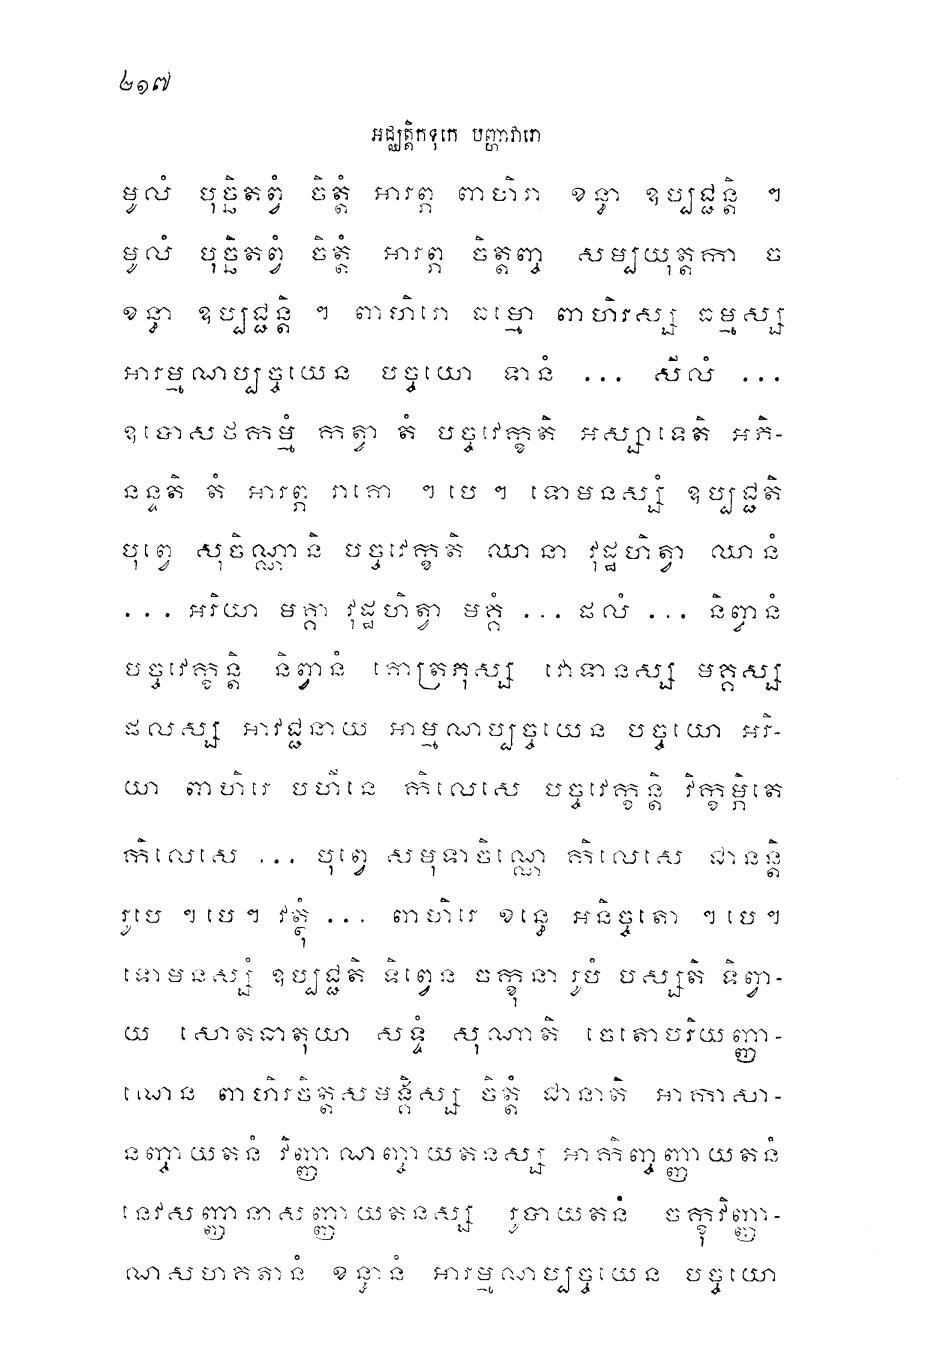 ២១៧
អជ្ឈត្តិកទុកេ បញ្ហាវារោ
មូលំ បុច្ឆិតព្វំ ចិត្តំ អារព្ភ ពាហិរា ខន្ធា ឧប្បជ្ជន្តិ ។
មូលំ បុច្ឆិតព្វំ ចិត្តំ អារព្ភ ចិត្តញ្ច សម្បយុត្តកា ច
ខន្ធា ឧប្បជ្ជន្តិ ។ ពាហិរោ ធម្មោ ពាហិរស្ស ធម្មស្ស
អារម្មណប្បច្ចយេន បច្ចយោ ទានំ ... សីលំ ...
ឧបោសថកម្មំ កត្វា តំ បច្ចវេក្ខតិ អស្សាទេតិ អភិ-
នន្ទតិ តំ អារព្ភ រាគោ ។ បេ ។ ទោមនស្សំ ឧប្បជ្ជតិ
បុព្វេ សុចិណ្ណានិ បច្ចវេក្ខតិ ឈានា វុដ្ឋហិត្វា ឈានំ
... អរិយា មគ្គា វុដ្ឋហិត្វា មគ្គំ ... ផលំ ... និព្វានំ
បច្ចវេក្ខន្តិ និព្វានំ គោត្រភុស្ស វោទានស្ស មគ្គស្ស
ផលស្ស អាវជ្ជនាយ អាម្មណប្បច្ចយេន បច្ចយោ អរិ-
យា ពាហិរេ បហីនេ កិលេសេ បច្ចវេក្ខន្តិ វិក្ខម្ភិតេ
កិលេសេ ... បុព្វេ សមុទាចិណ្ណេ កិលេសេ ជានន្តិ
រូបេ ។ បេ ។ វត្ថុំ ... ពាហិរេ ខន្ធេ អនិច្ចតោ ។ បេ ។
ទោមនស្សំ ឧប្បជ្ជតិ ទិព្វេន ចក្ខុនា រូបំ បស្សតិ ទិព្វា-
យ សោតធាតុយា សទ្ទំ សុណាតិ ចេតោបរិយញ្ញា-
ណេន ពាហិរចិត្តសមង្គិស្ស ចិត្តំ ជានាតិ អាកាសា-
នញ្ចាយតនំ វិញ្ញាណញ្ចាយតនស្ស អាកិញ្ចញ្ញាយតនំ
នេវសញ្ញានាសញ្ញាយតនស្ស រូបាយតនំ ចក្ខុវិញ្ញា-
ណសហគតានំ ខន្ធានំ អារម្មណប្បច្ចយេន បច្ចយោ